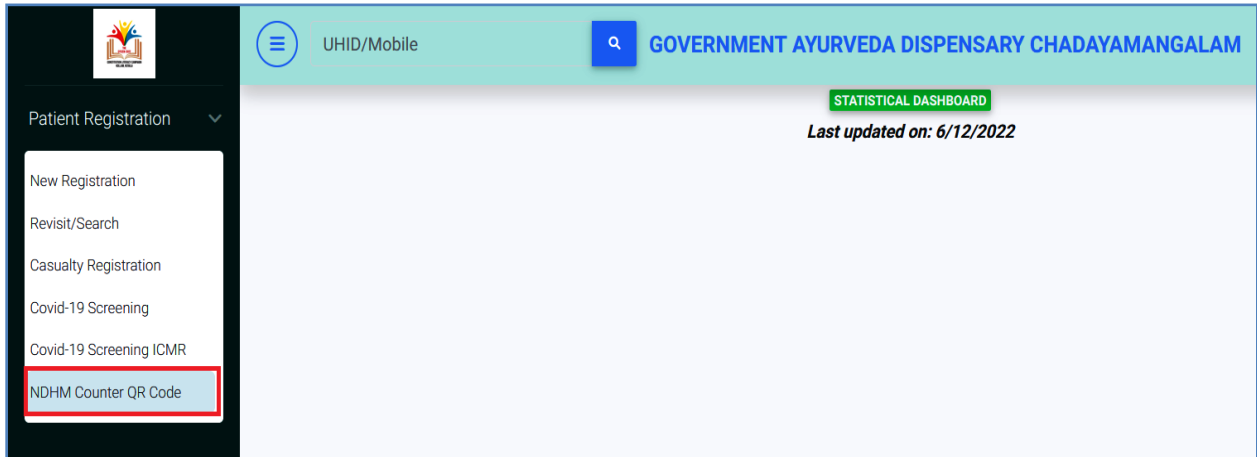 UHID/Mobile
GOVERNMENT AYURVEDA DISPENSARY CHADAYAMANGALAM
STATISTICAL DASHBOARD
Last updated on: 6/12/2022
Patient Registration
New Registration
Revisit/Search
Casualty Registration
Covid-19 Screening
Covid-19 Screening ICMR
NDHM Counter QR Code